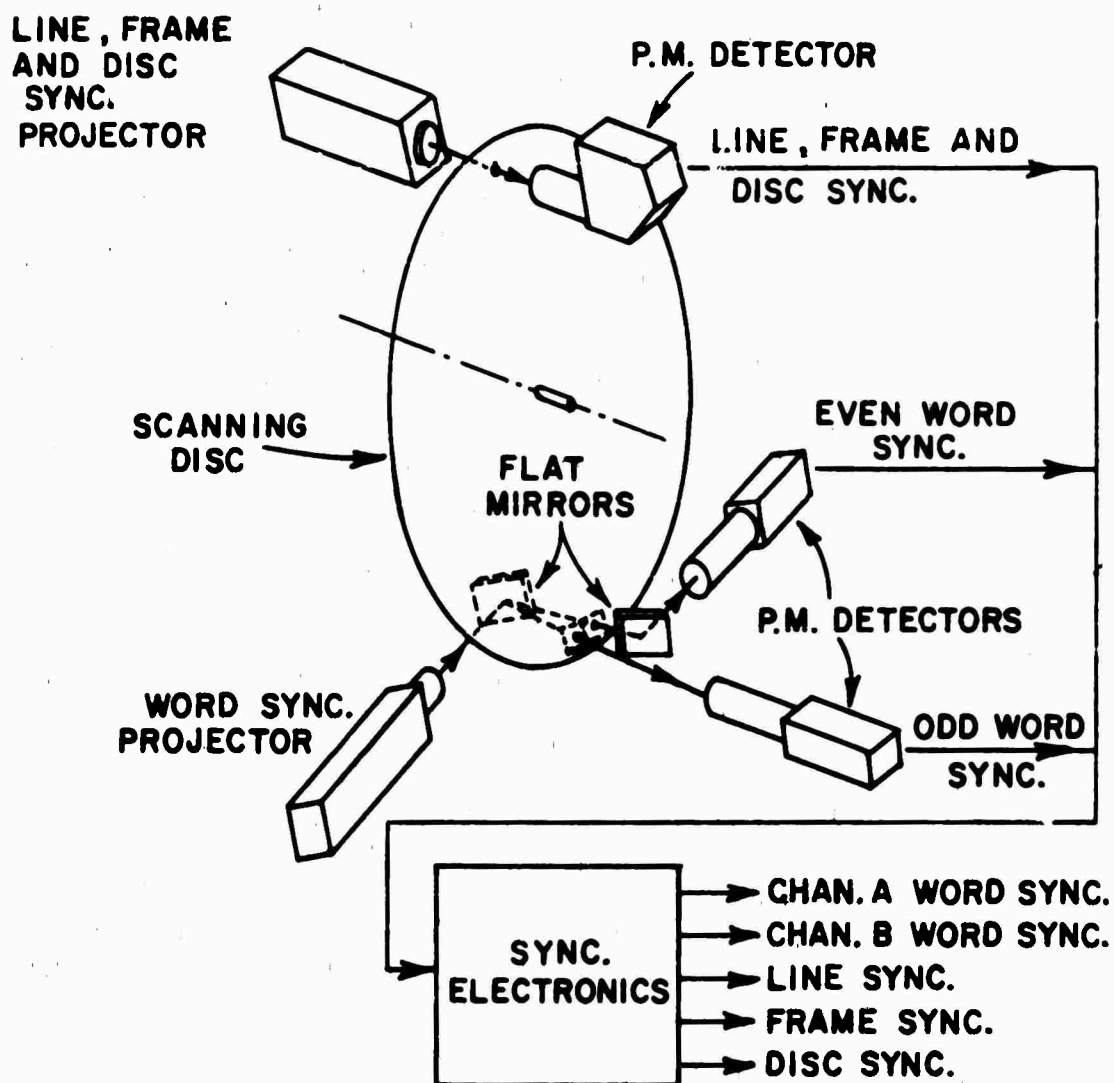 LINE, FRAME
AND DISC
SYNC.
PROJECTOR
P.M. DETECTOR
LINE, FRAME AND
DISC SYNC.
SCANNING
DISC
FLAT
MIRRORS
EVEN WORD
SYNC.
P.M. DETECTORS
WORD SYNC.
PROJECTOR
ODD WORD
SYNC.
SYNC.
ELECTRONICS
CHAN. A WORD SYNC.
CHAN. B WORD SYNC.
LINE SYNC.
FRAME SYNC.
DISC SYNC.